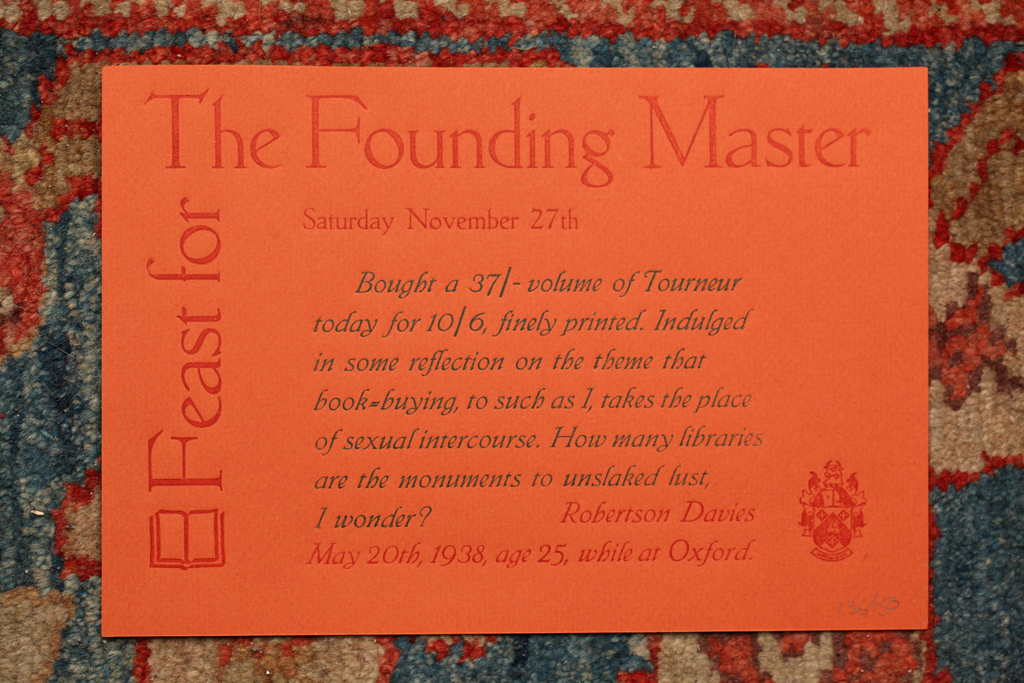 The Founding Master
Feast for
Saturday November 27th
Bought a 37/- volume of Tourneur
today for 10/6, finely printed. Indulged
in some reflection on the theme that
book=buying, to such as I, takes the place
of sexual intercourse. How many libraries
are the monuments to unslaked lust,
I wonder?
Robertson Davies
May 20th, 1938, age 25, while at Oxford.